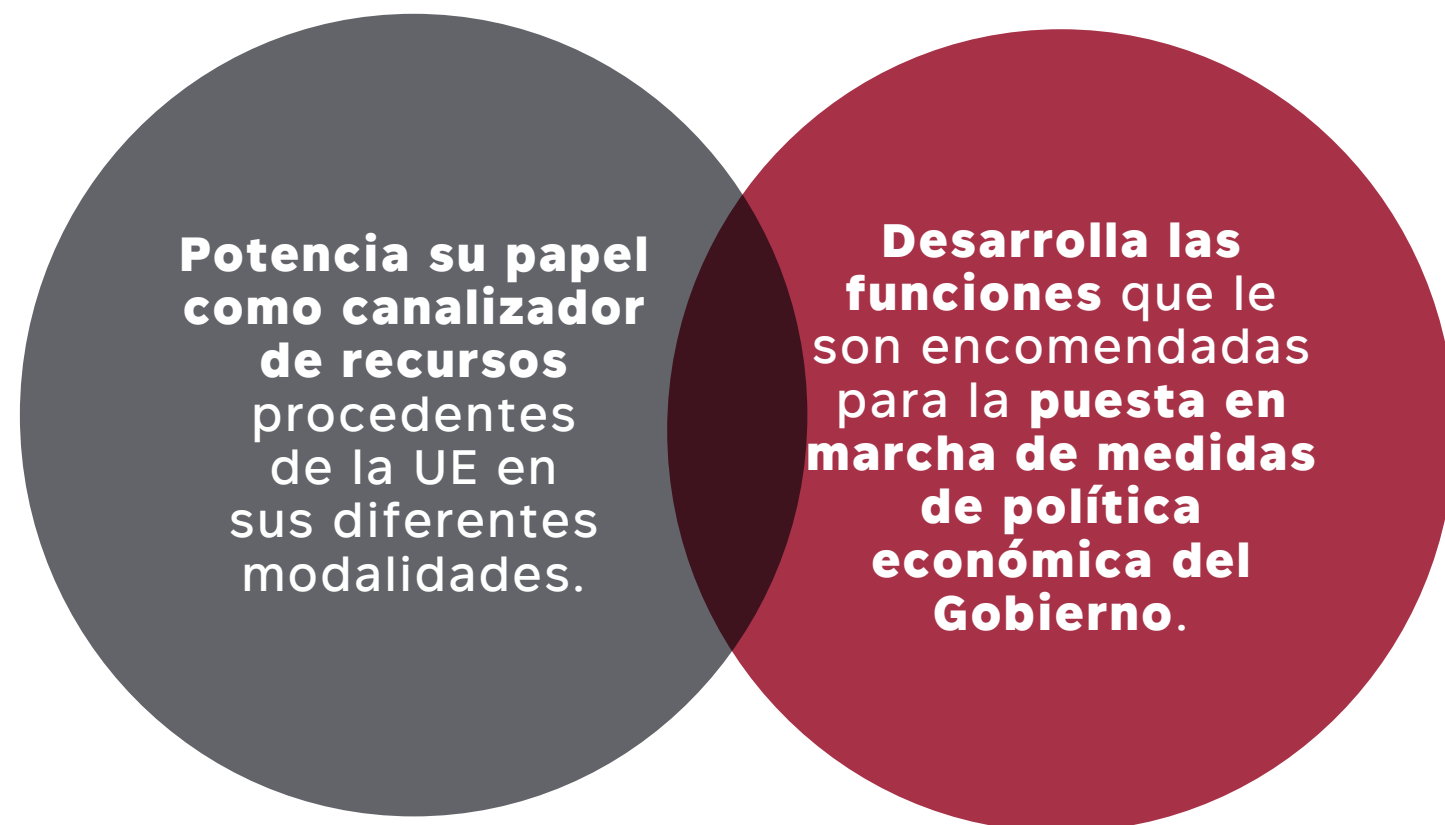 Potencia su papel
como canalizador
de recursos
procedentes
de la UE en
sus diferentes
modalidades.
Desarrolla las
funciones que le
son encomendadas
para la puesta en
marcha de medidas
de política
económica del
Gobierno.